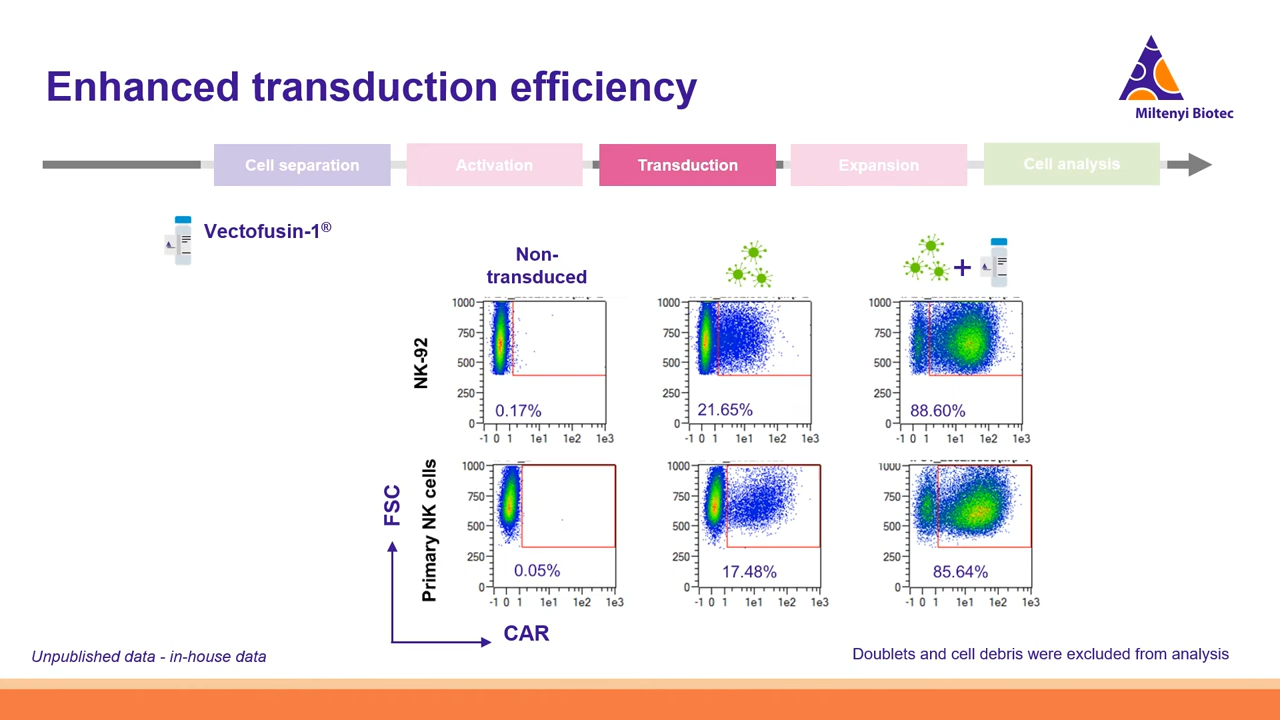 Enhanced transduction efficiency
Miltenyi Biotec
Cell separation
Activation
Transduction
Expansion
Cell analysis
Vectofusin-1®
Non-
transduced
+
NK-92
1000
750
500
250
0
0.17%
-1 0 1 1e1 1e2 1e3
1000
750
500
250
0
21.65%
-1 0 1 1e1 1e2 1e3
1000
750
500
250
0
88.60%
-1 0 1 1e1 1e2 1e3
Primary NK cells
1000
750
500
250
0
0.05%
-1 0 1 1e1 1e2 1e3
1000
750
500
250
0
17.48%
-1 0 1 1e1 1e2 1e3
1000
750
500
250
0
85.64%
-1 0 1 1e1 1e2 1e3
FSC
CAR
Unpublished data - in-house data
Doublets and cell debris were excluded from analysis